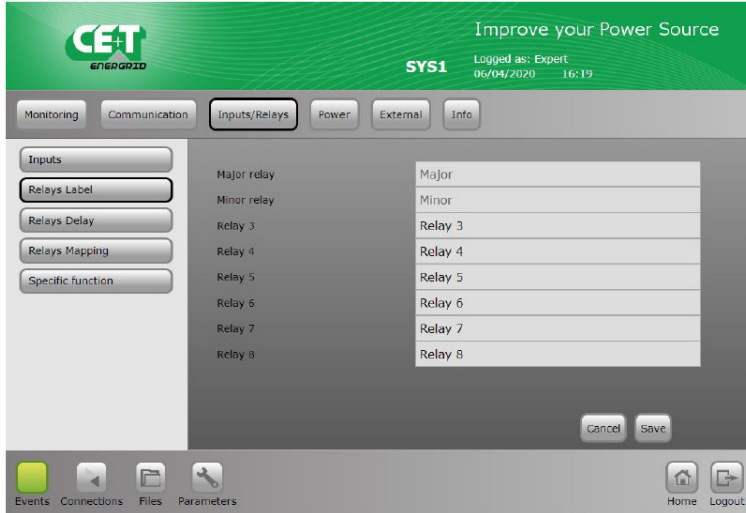 CE+T
ENERGRID
Improve your Power Source
SYS1
Logged as: Expert
06/04/2020 16:19
Monitoring Communication Inputs/Relays Power External Info
Inputs
Relays Label
Relays Delay
Relays Mapping
Specific function
Major relay Major
Minor relay Minor
Relay 3 Relay 3
Relay 4 Relay 4
Relay 5 Relay 5
Relay 6 Relay 6
Relay 7 Relay 7
Relay 8 Relay 8
Cancel Save
Events Connections Files Parameters Home Logout